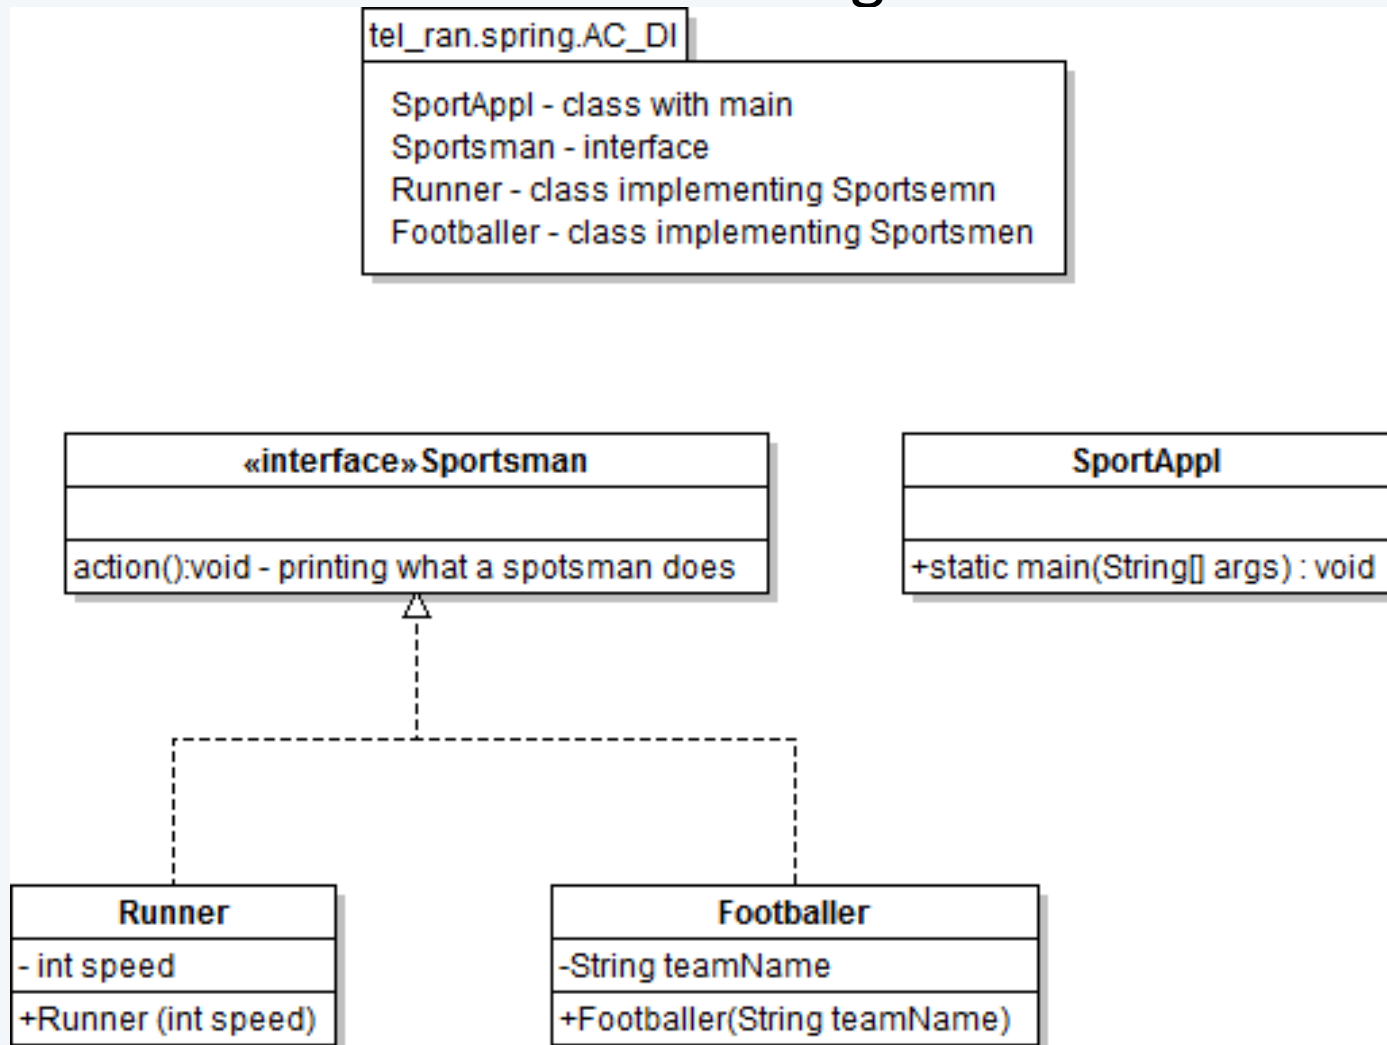 tel_ran.spring.AC_DI
SportAppl - class with main
Sportsman - interface
Runner - class implementing Sportsemn
Footballer - class implementing Sportsmen
«interface»Sportsman
action():void - printing what a spotsman does
SportAppl
+static main(String[] args) : void
Runner
- int speed
+Runner (int speed)
Footballer
-String teamName
+Footballer(String teamName)